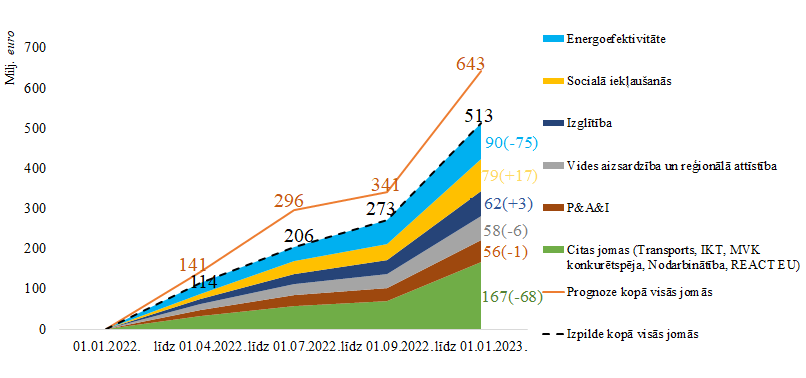 Milj. euro
700
600
500
400
300
200
100
0
141
114
296
206
341
273
643
513
90(-75)
79(+17)
62(+3)
58(-6)
56(-1)
167(-68)
01.01.2022.
līdz 01.04.2022.
līdz 01.07.2022.
līdz 01.09.2022.
līdz 01.01.2023.
Energoefektivitāte
Sociālā iekļaušanās
Izglītība
Vides aizsardzība un reģionālā attīstība
P&A&I
Citas jomas (Transports, IKT, MVK
konkurētspēja, Nodarbinātība, REACT EU)
Prognoze kopā visās jomās
Izpilde kopā visās jomās